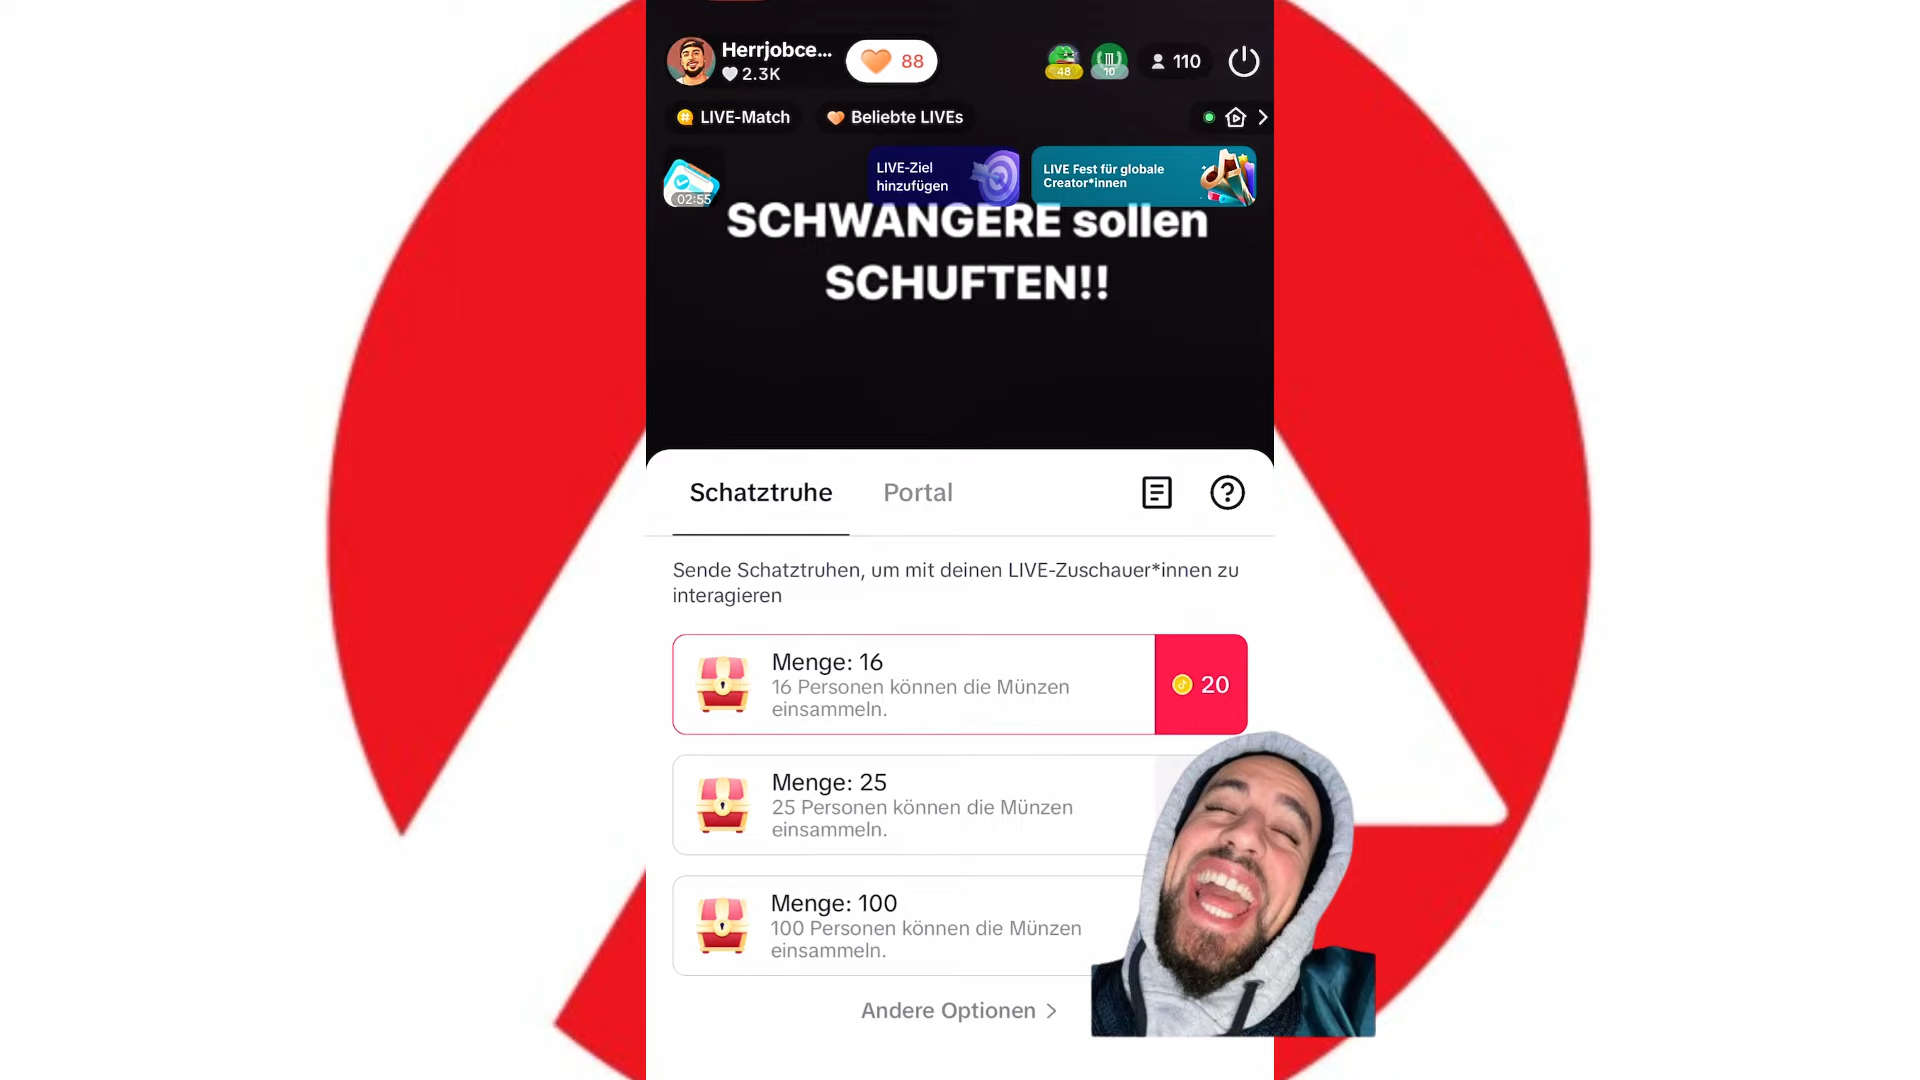 Herrjobce...
2.3K
88
48
10
110
LIVE-Match
Beliebte LIVEs
LIVE-Ziel
hinzufügen
LIVE Fest für globale
Creator*innen
02:55
SCHWANGERE sollen
SCHUFTEN!!
Schatztruhe
Portal
Sende Schatztruhen, um mit deinen LIVE-Zuschauer*innen zu
interagieren
Menge: 16
16 Personen können die Münzen
einsammeln.
20
Menge: 25
25 Personen können die Münzen
einsammeln.
Menge: 100
100 Personen können die Münzen
einsammeln.
Andere Optionen >